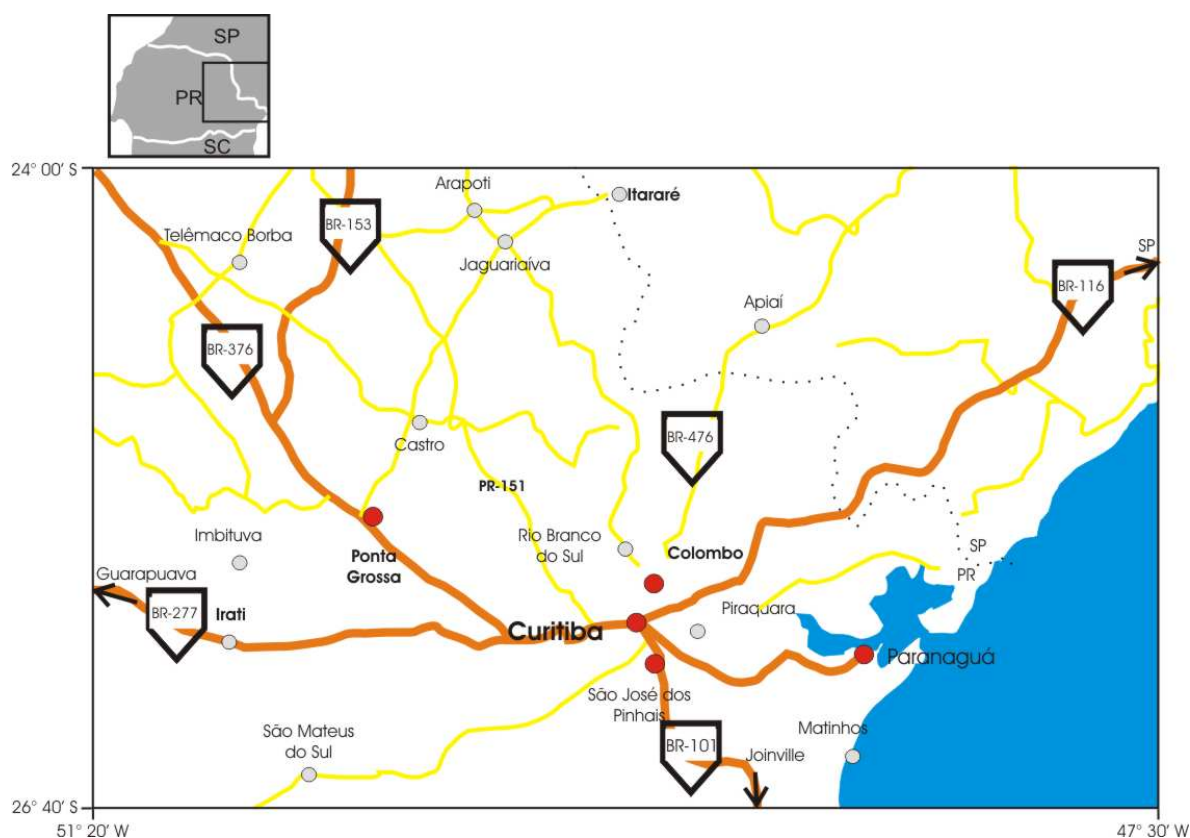 SP
PR
SC
24° 00' S
Arapoti
Itararé
BR-153
Telêmaco Borba
Jaguariaíva
SP
BR-116
Apiaí
BR-376
Castro
BR-476
PR-151
Imbituva
Ponta
Grossa
Rio Branco
do Sul
Colombo
SP
PR
Guarapuava
BR-277
Irati
Curitiba
Piraquara
Paranaguá
São José dos
Pinhais
São Mateus
do Sul
BR-101
Joinville
Matinhos
26° 40' S
51° 20' W
47° 30' W